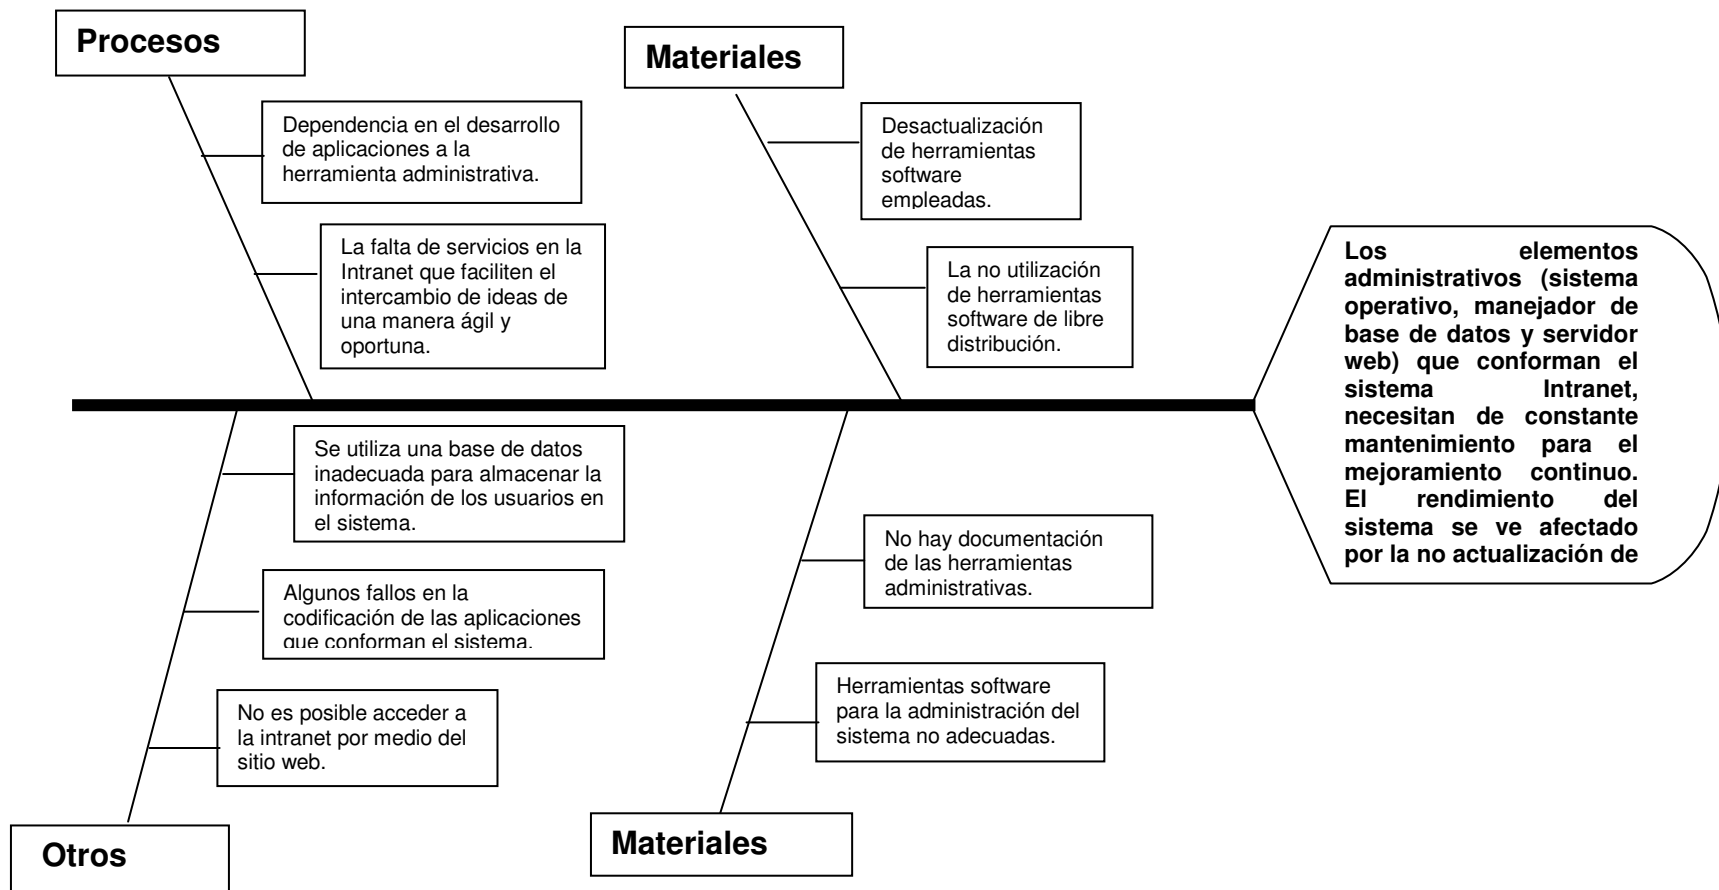 Procesos
Dependencia en el desarrollo
de aplicaciones a la
herramienta administrativa.
La falta de servicios en la
Intranet que faciliten el
intercambio de ideas de
una manera ágil y
oportuna.
Materiales
Desactualización
de herramientas
software
empleadas.
La no utilización
de herramientas
software de libre
distribución.
Los elementos
administrativos (sistema
operativo, manejador de
base de datos y servidor
web) que conforman el
sistema Intranet,
necesitan de constante
mantenimiento para el
mejoramiento continuo.
El rendimiento del
sistema se ve afectado
por la no actualización de
Se utiliza una base de datos
inadecuada para almacenar la
información de los usuarios en
el sistema.
Algunos fallos en la
codificación de las aplicaciones
que conforman el sistema.
No es posible acceder a
la intranet por medio del
sitio web.
Otros
No hay documentación
de las herramientas
administrativas.
Herramientas software
para la administración del
sistema no adecuadas.
Materiales